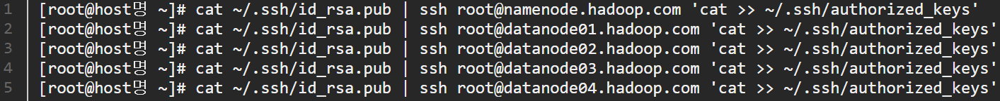 1 [root@host명 ~]# cat ~/.ssh/id_rsa.pub | ssh root@namenode.hadoop.com 'cat >> ~/.ssh/authorized_keys'
2 [root@host명 ~]# cat ~/.ssh/id_rsa.pub | ssh root@datanode01.hadoop.com 'cat >> ~/.ssh/authorized_keys'
3 [root@host명 ~]# cat ~/.ssh/id_rsa.pub | ssh root@datanode02.hadoop.com 'cat >> ~/.ssh/authorized_keys'
4 [root@host명 ~]# cat ~/.ssh/id_rsa.pub | ssh root@datanode03.hadoop.com 'cat >> ~/.ssh/authorized_keys'
5 [root@host명 ~]# cat ~/.ssh/id_rsa.pub | ssh root@datanode04.hadoop.com 'cat >> ~/.ssh/authorized_keys'